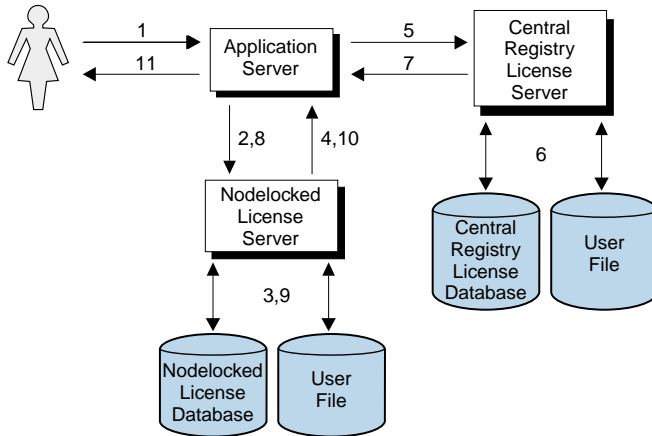 1
11
Application
Server
5
7
Central
Registry
License
Server
2,8
4,10
6
Nodelocked
License
Server
Central
Registry
License
Database
User
File
3,9
Nodelocked
License
Database
User
File